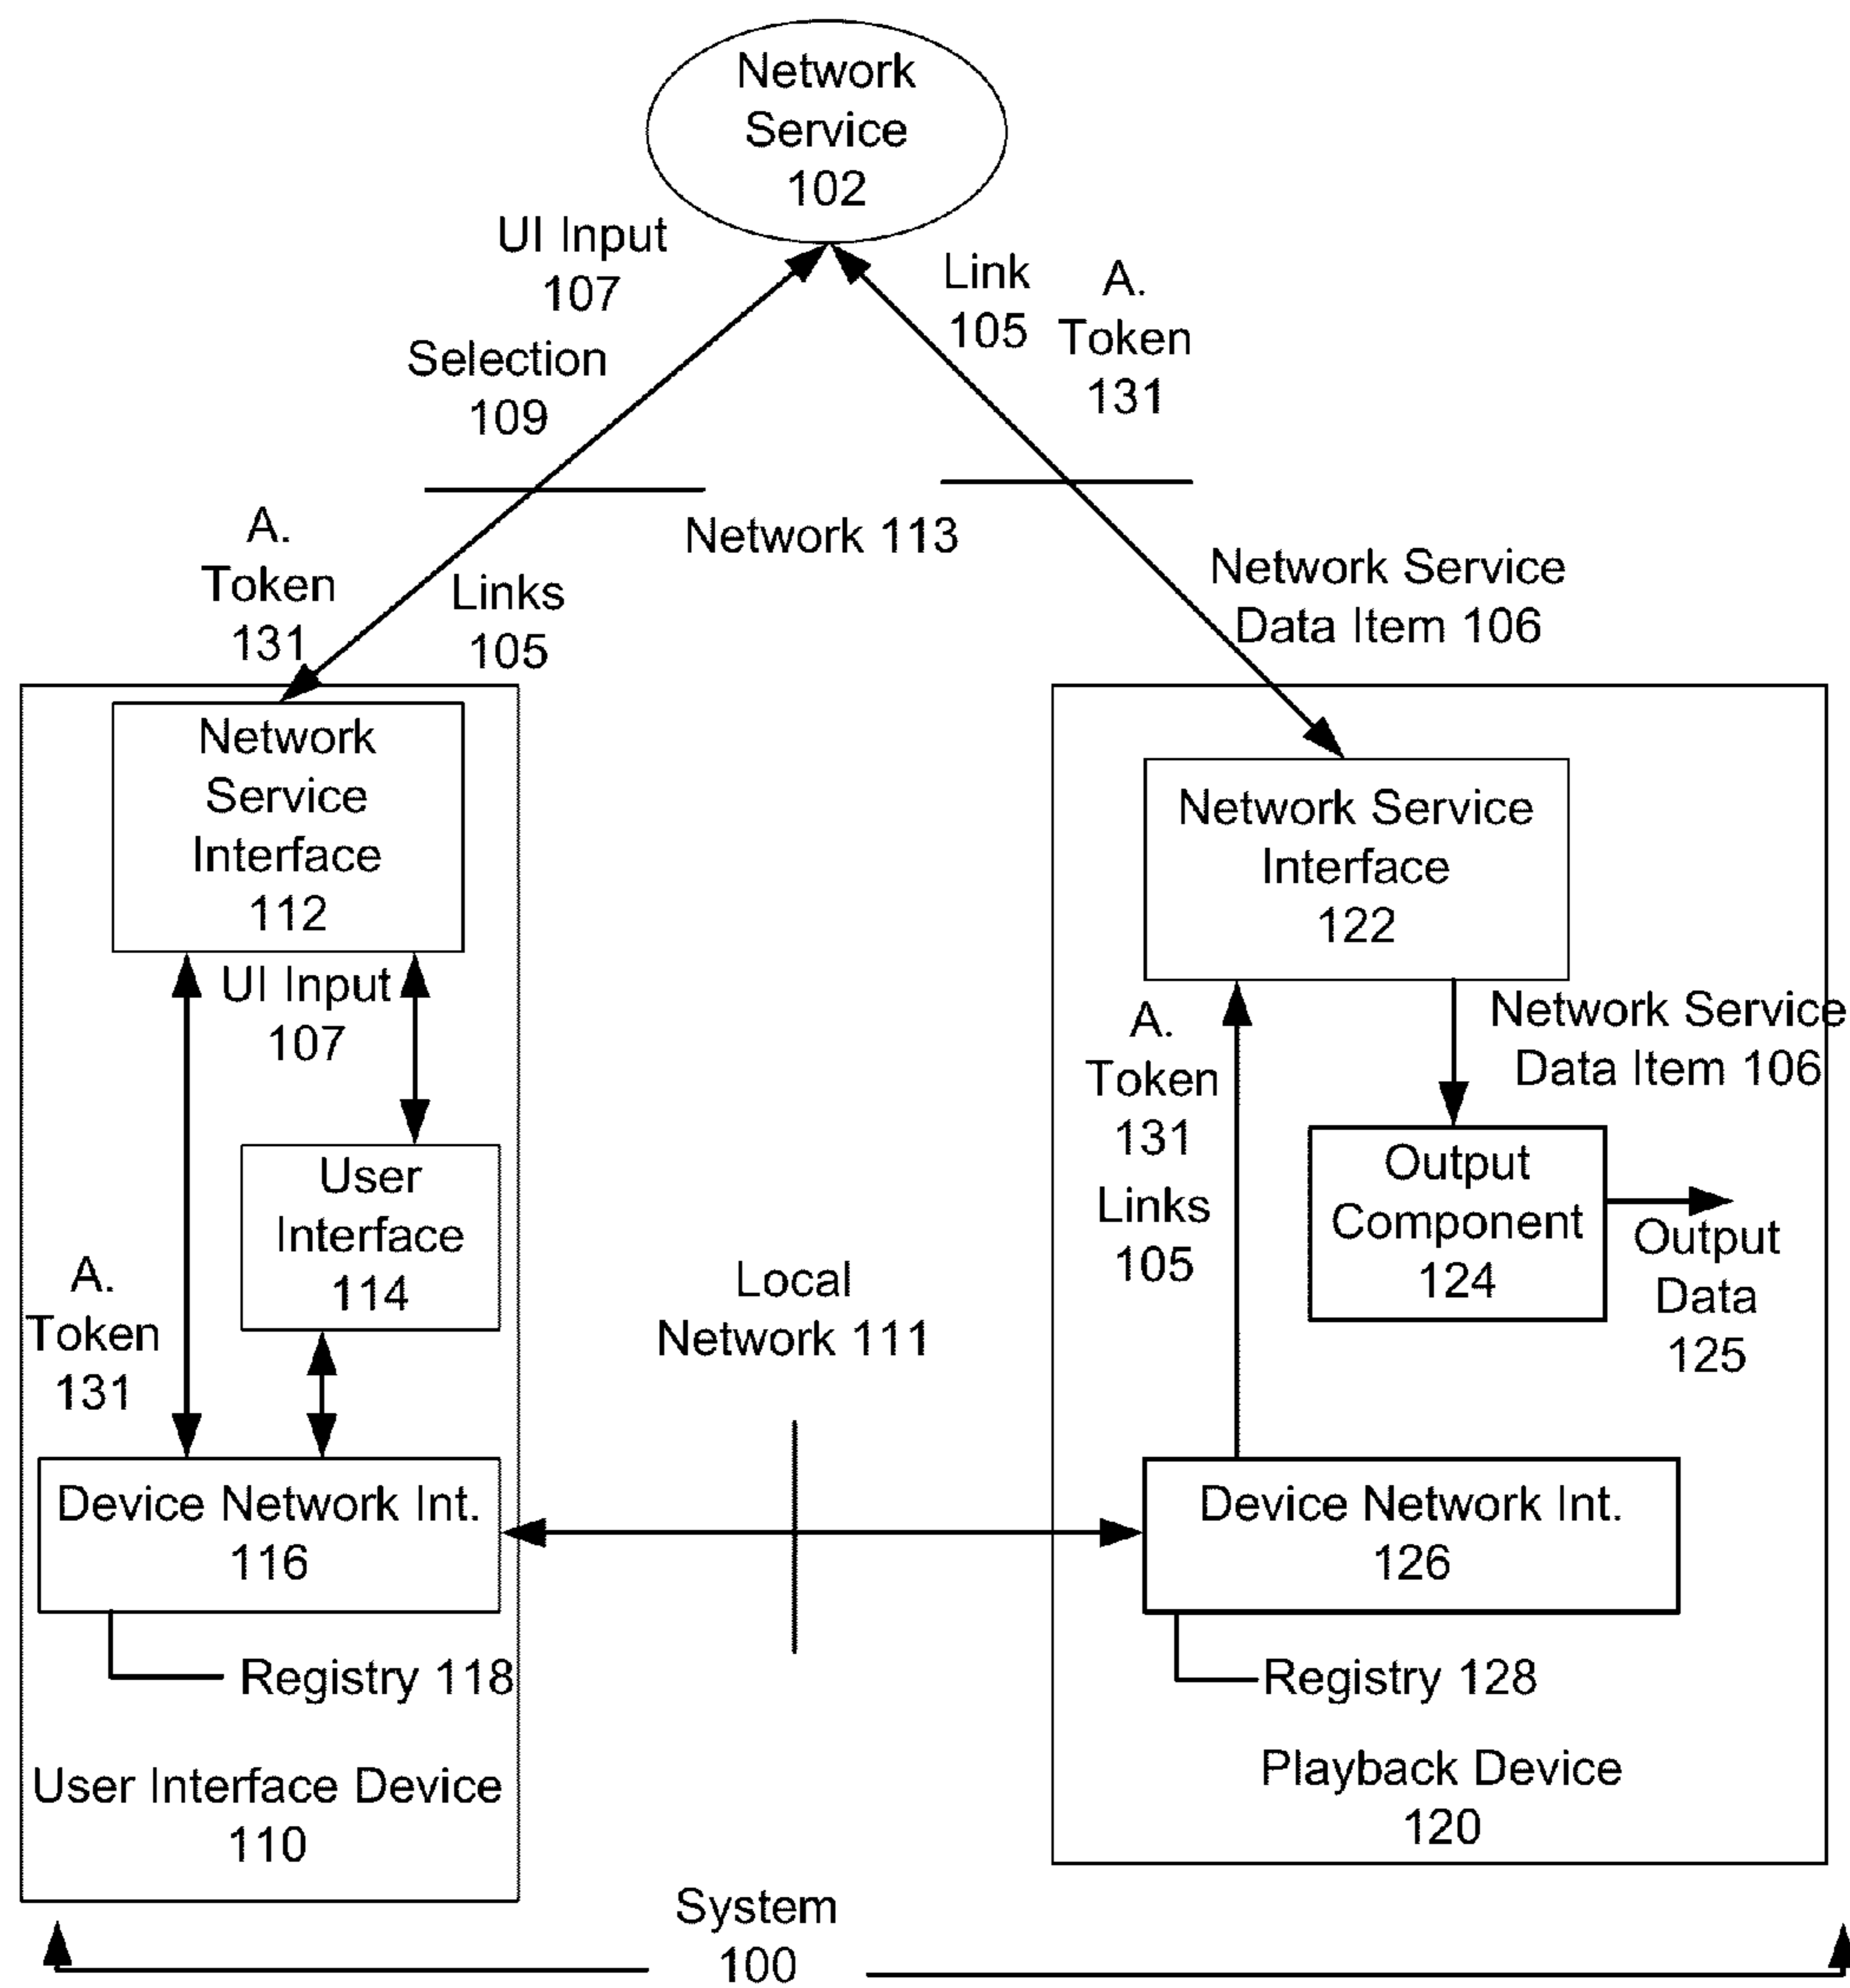 Network
Service
102
UI Input
107
Link
105
A.
Token
131
Selection
109
Network 113
A.
Token
131
Links
105
Network Service
Data Item 106
Network
Service
Interface
112
Network Service
Interface
122
UI Input
107
A.
Token
131
Links
105
Network Service
Data Item 106
User
Interface
114
Output
Component
124
Output
Data
125
A.
Token
131
Local
Network 111
Device Network Int.
116
Device Network Int.
126
Registry 118
Registry 128
User Interface Device
110
Playback Device
120
System
100